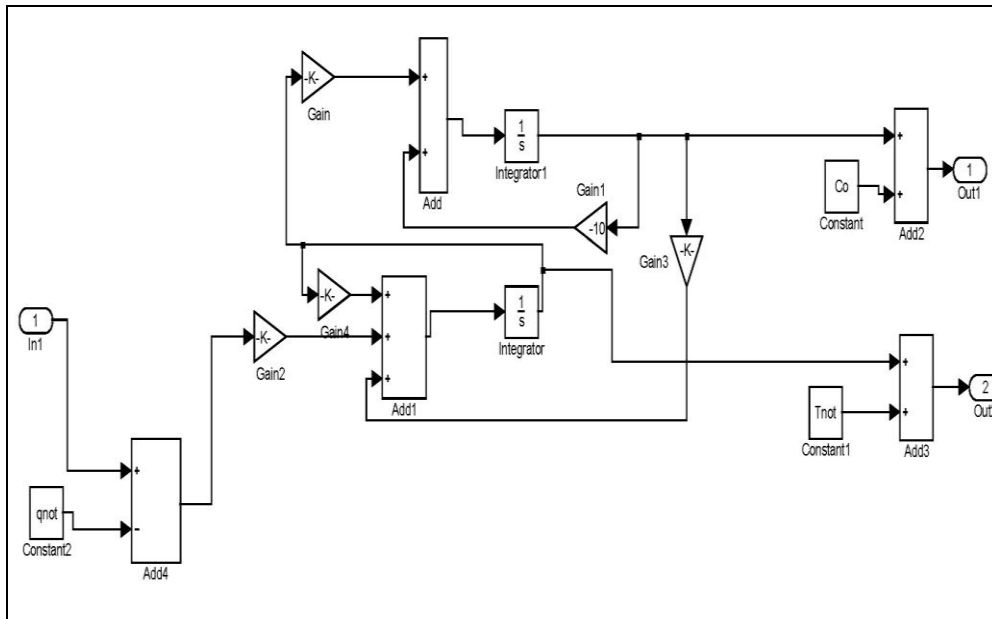 -K-
Gain
+
+
Add
1
s
Integrator1
Gain1
-10
-K-
Gain3
Co
Constant
+
+
Add2
1
Out1
1
In1
-K-
Gain4
-K-
Gain2
+
+
+
Add1
1
s
Integrator
Tnot
Constant1
+
+
Add3
2
Out
qnot
Constant2
+
-
Add4